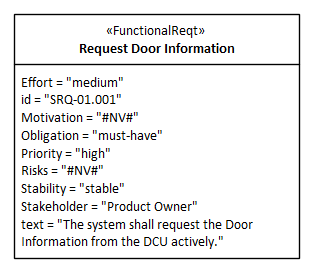 «FunctionalReqt»
Request Door Information
Effort = "medium"
id = "SRQ-01.001"
Motivation = "#NV#"
Obligation = "must-have"
Priority = "high"
Risks = "#NV#"
Stability = "stable"
Stakeholder = "Product Owner"
text = "The system shall request the Door
Information from the DCU actively."